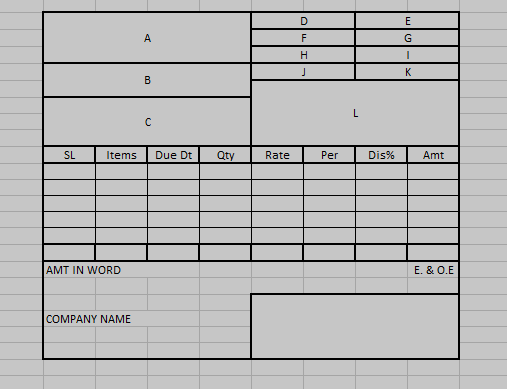 A
D E
F G
H I
B
J K
C
L
SL Items Due Dt Qty Rate Per Dis% Amt
AMT IN WORD E. & O.E
COMPANY NAME